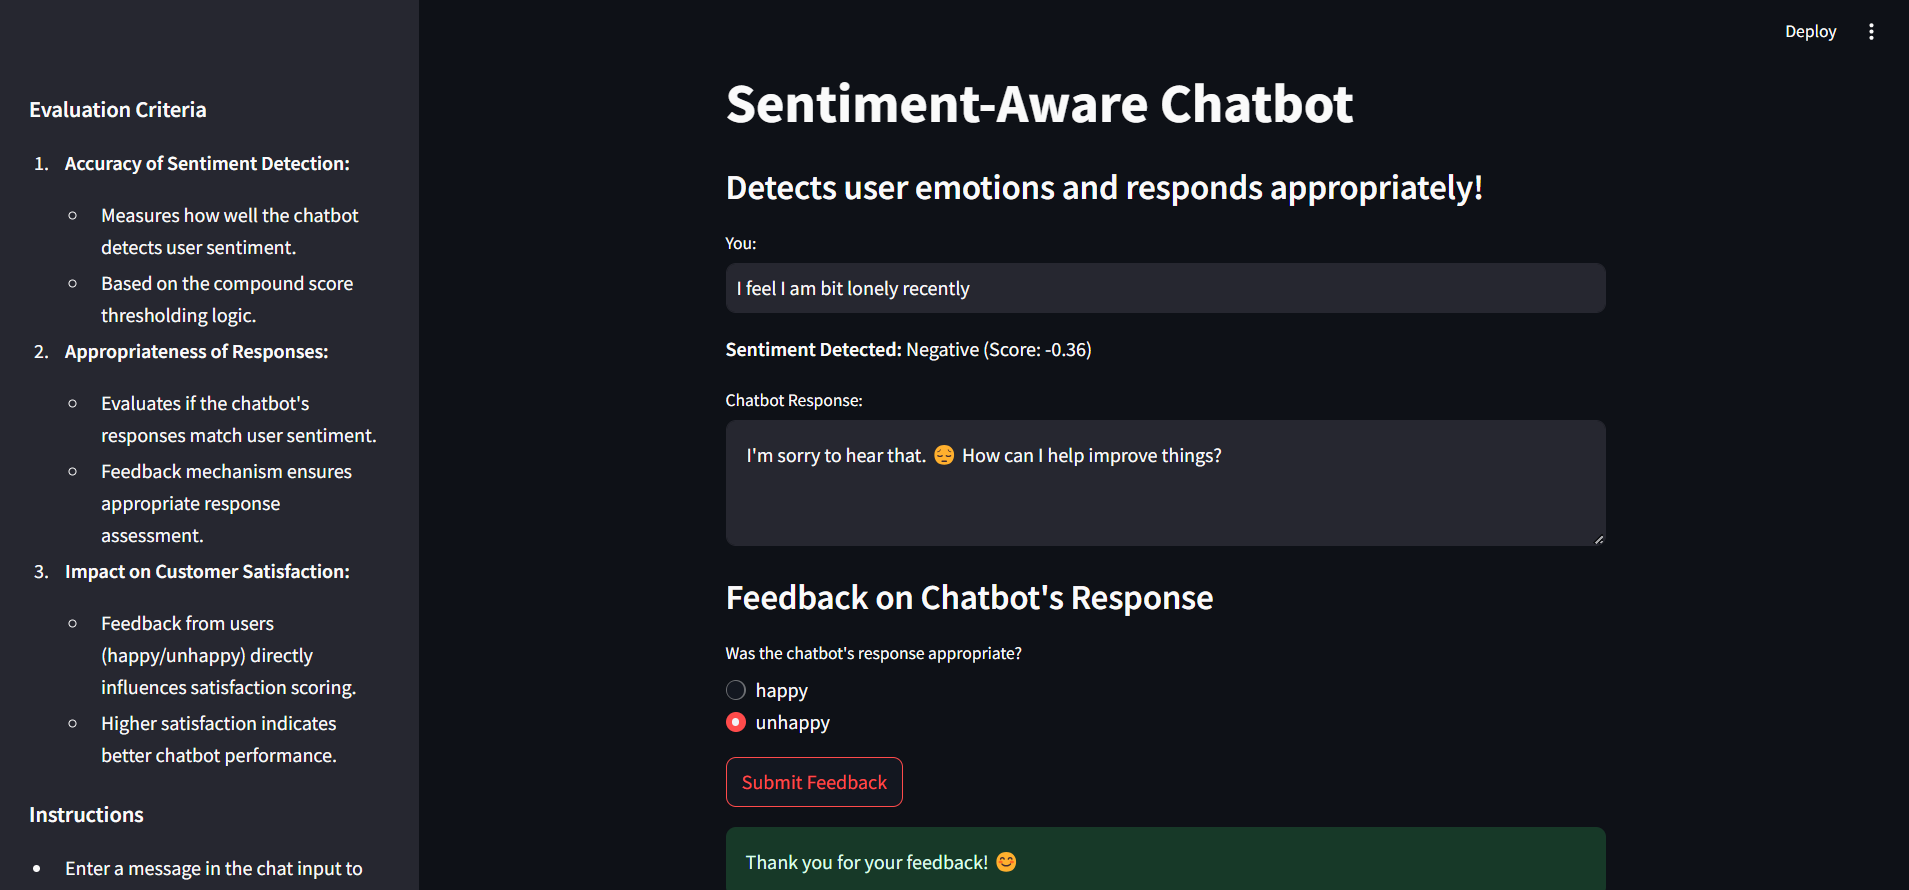 Deploy
Evaluation Criteria
1. Accuracy of Sentiment Detection:
Measures how well the chatbot
detects user sentiment.
Based on the compound score
thresholding logic.
2. Appropriateness of Responses:
Evaluates if the chatbot's
responses match user sentiment.
Feedback mechanism ensures
appropriate response
assessment.
3. Impact on Customer Satisfaction:
Feedback from users
(happy/unhappy) directly
influences satisfaction scoring.
Higher satisfaction indicates
better chatbot performance.
Instructions
Enter a message in the chat input to
Sentiment-Aware Chatbot
Detects user emotions and responds appropriately!
You:
I feel I am bit lonely recently
Sentiment Detected: Negative (Score: -0.36)
Chatbot Response:
I'm sorry to hear that. 😔 How can I help improve things?
Feedback on Chatbot's Response
Was the chatbot's response appropriate?
happy
unhappy
Submit Feedback
Thank you for your feedback! 😊